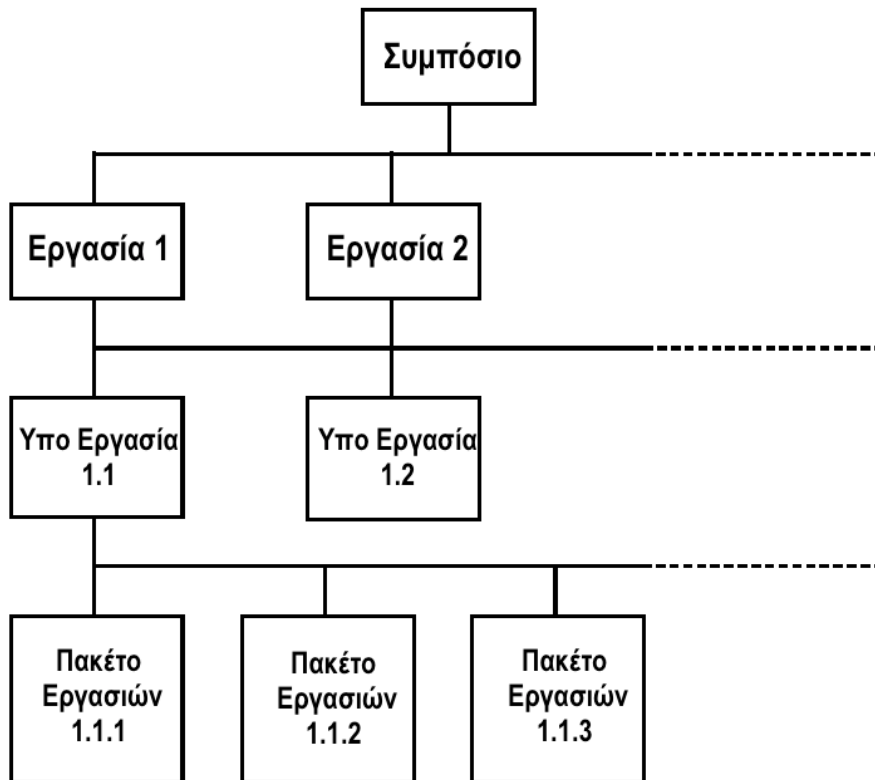 Συμπόσιο
Εργασία 1
Εργασία 2
Υπο Εργασία
1.1
Υπο Εργασία
1.2
Πακέτο
Εργασιών
1.1.1
Πακέτο
Εργασιών
1.1.2
Πακέτο
Εργασιών
1.1.3